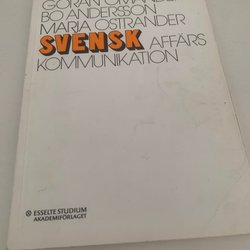 BO ANDERSSON
MARIA ÖSTRANDER
SVENSK AFFÄRS
KOMMUNIKATION
ESSELTE STUDIUM
AKADEMIFÖRLAGET